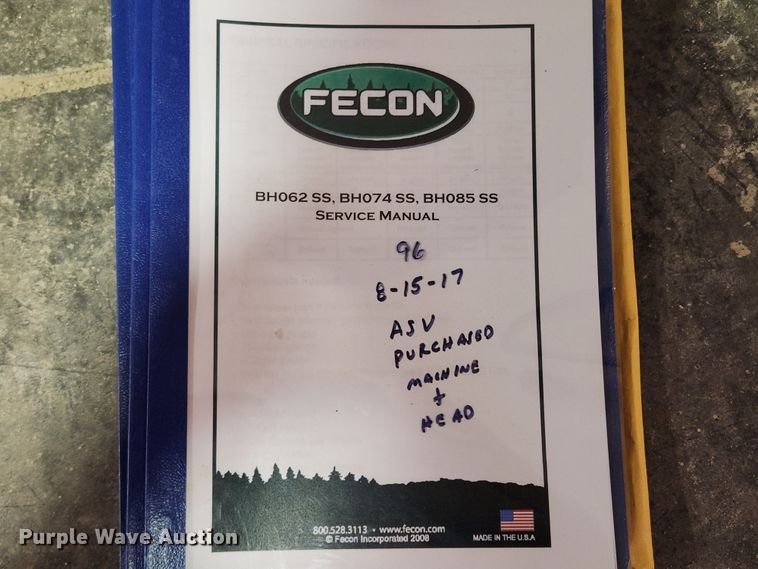 FECON
BH062 SS, BH074 SS, BH085 SS
SERVICE MANUAL
96
8-15-17
ASV
PURCHASED
MACHINE
+
HEAD
800.528.3113 • www.fecon.com
© Fecon Incorporated 2008
MADE IN THE U.S.A
Purple Wave Auction